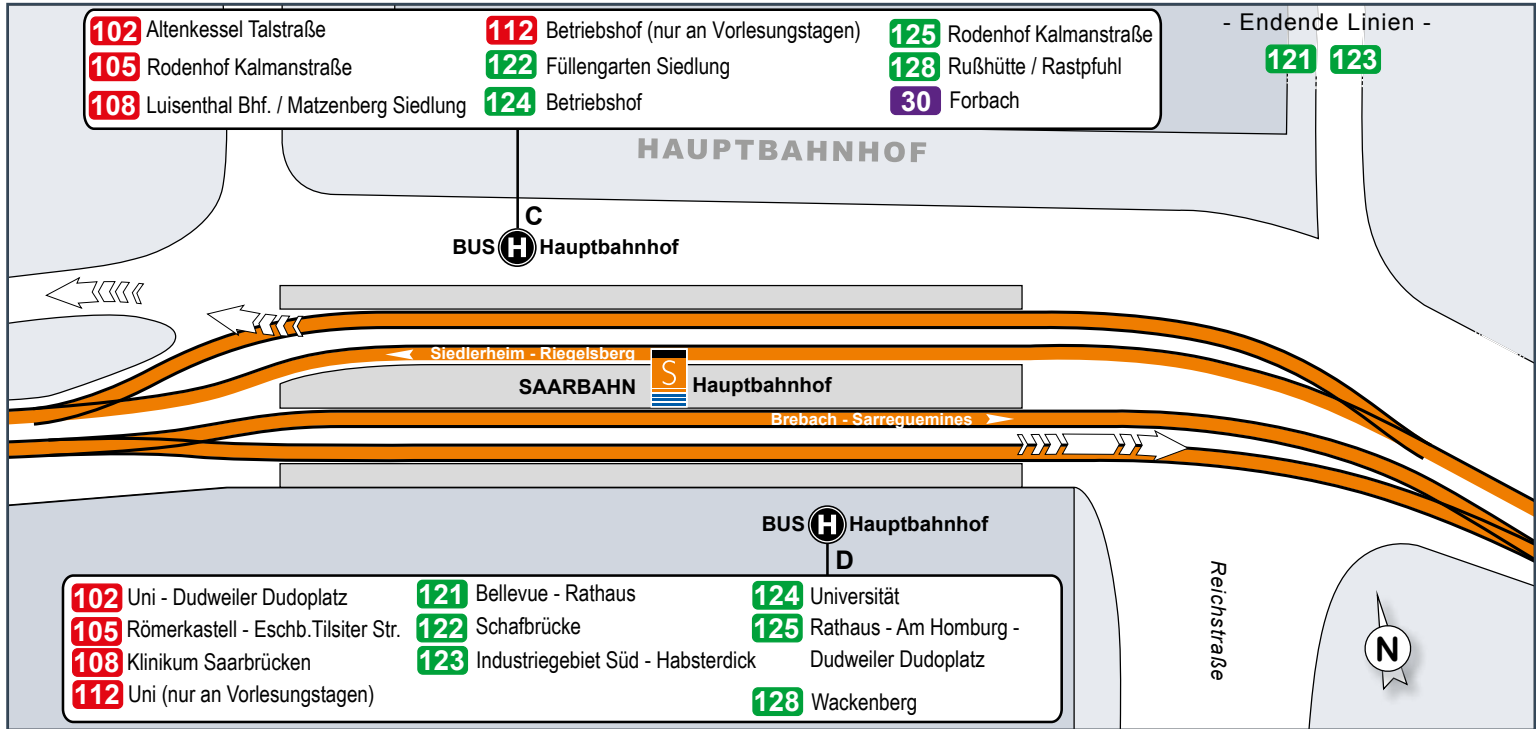 102 Altenkessel Talstraße
105 Rodenhof Kalmanstraße
108 Luisenthal Bhf. / Matzenberg Siedlung
112 Betriebshof (nur an Vorlesungstagen)
122 Füllengarten Siedlung
124 Betriebshof
125 Rodenhof Kalmanstraße
128 Rußhütte / Rastpfuhl
30 Forbach
- Endende Linien -
121 123
HAUPTBAHNHOF
C
BUS H Hauptbahnhof
Siedlerheim - Riegelsberg
SAARBAHN S Hauptbahnhof
Brebach - Sarreguemines
BUS H Hauptbahnhof
D
102 Uni - Dudweiler Dudoplatz
105 Römerkastell - Eschb.Tilsiter Str.
108 Klinikum Saarbrücken
112 Uni (nur an Vorlesungstagen)
121 Bellevue - Rathaus
122 Schafbrücke
123 Industriegebiet Süd - Habsterdick
124 Universität
125 Rathaus - Am Homburg -
Dudweiler Dudoplatz
128 Wackenberg
Reichstraße
N